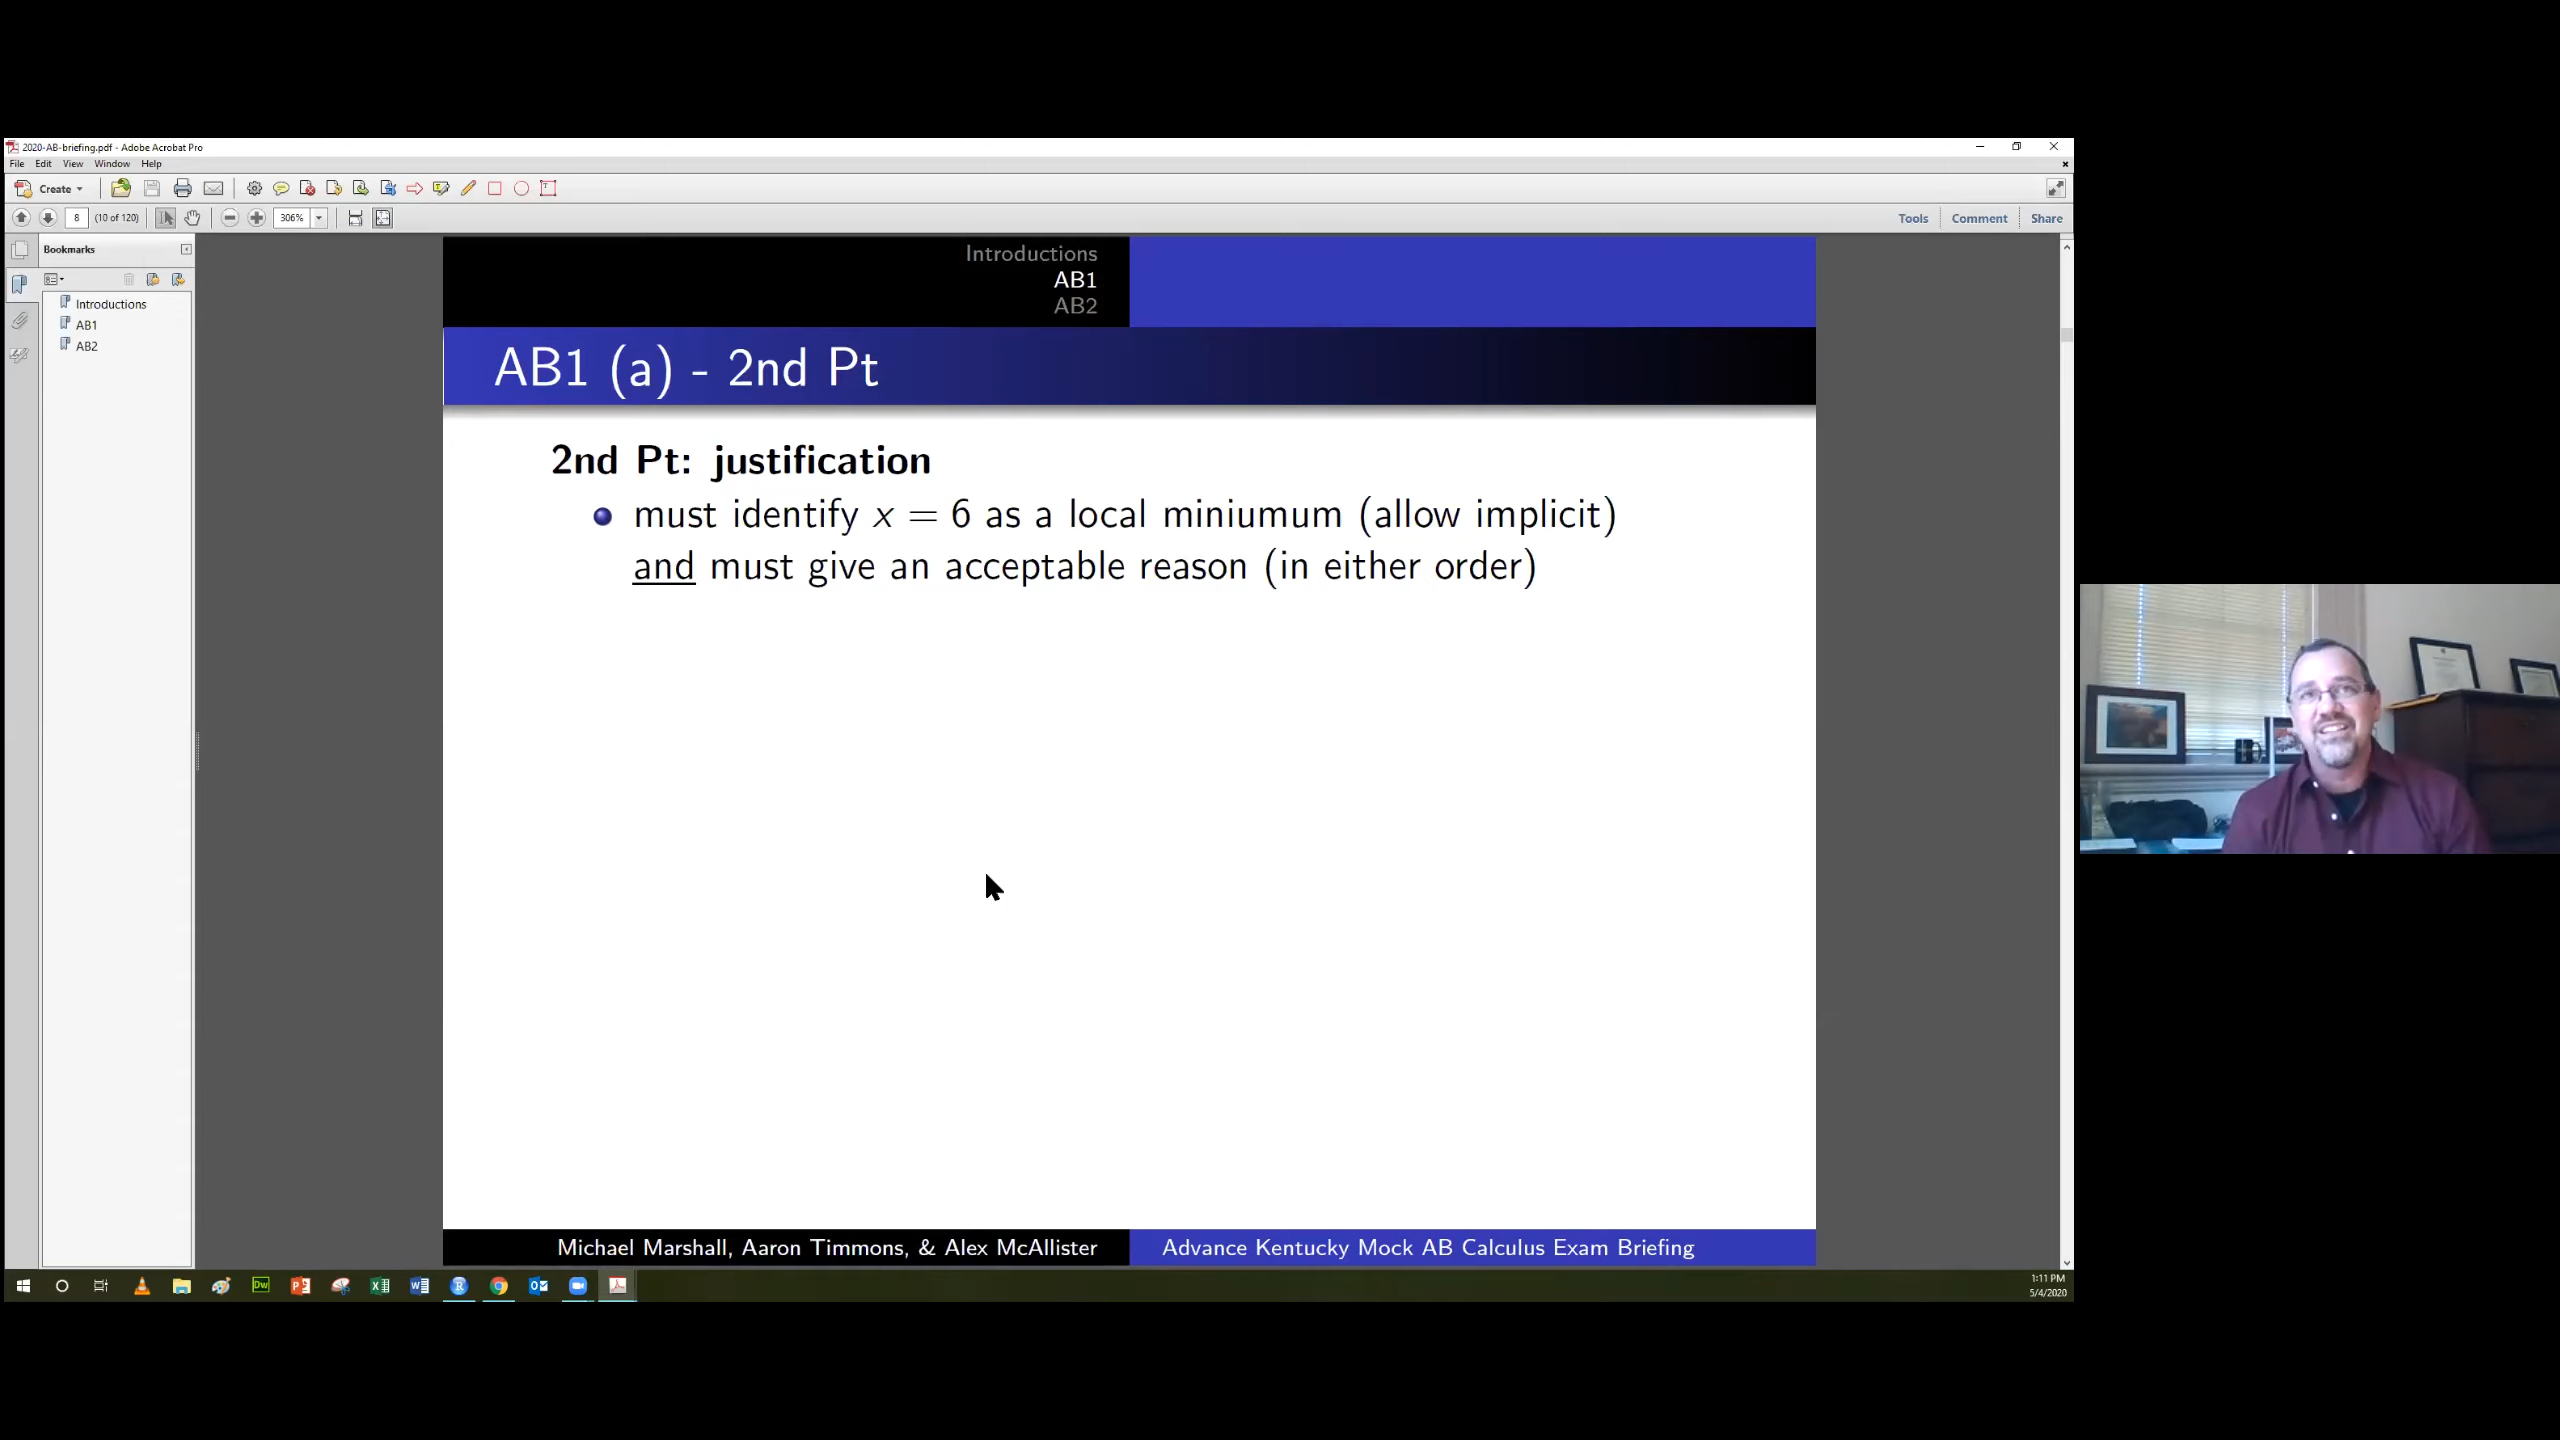 2020-AB-briefing.pdf - Adobe Acrobat Pro
File Edit View Window Help
Create
8 (10 of 120) 306% Tools Comment Share
Bookmarks
Introductions
AB1
AB2
Introductions
AB1
AB2
AB1 (a) - 2nd Pt
2nd Pt: justification
must identify x = 6 as a local miniumum (allow implicit)
and must give an acceptable reason (in either order)
Michael Marshall, Aaron Timmons, & Alex McAllister Advance Kentucky Mock AB Calculus Exam Briefing
1:11 PM
5/4/2020